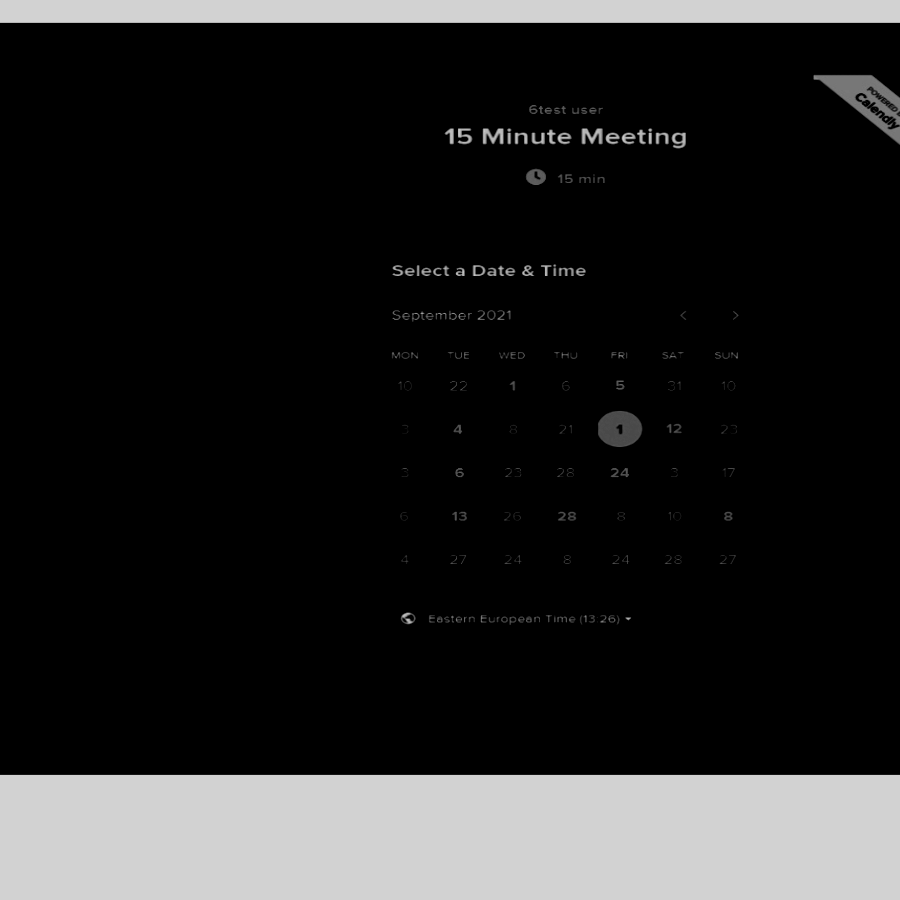 POWERED
Calendly
6test user
15 Minute Meeting
15 min
Select a Date & Time
September 2021
MON TUE WED THU FRI SAT SUN
10 22 1 6 5 31 10
3 4 8 21 1 12 23
3 6 23 28 24 3 17
6 13 26 28 8 10 8
4 27 24 8 24 28 27
Eastern European Time (13 26)